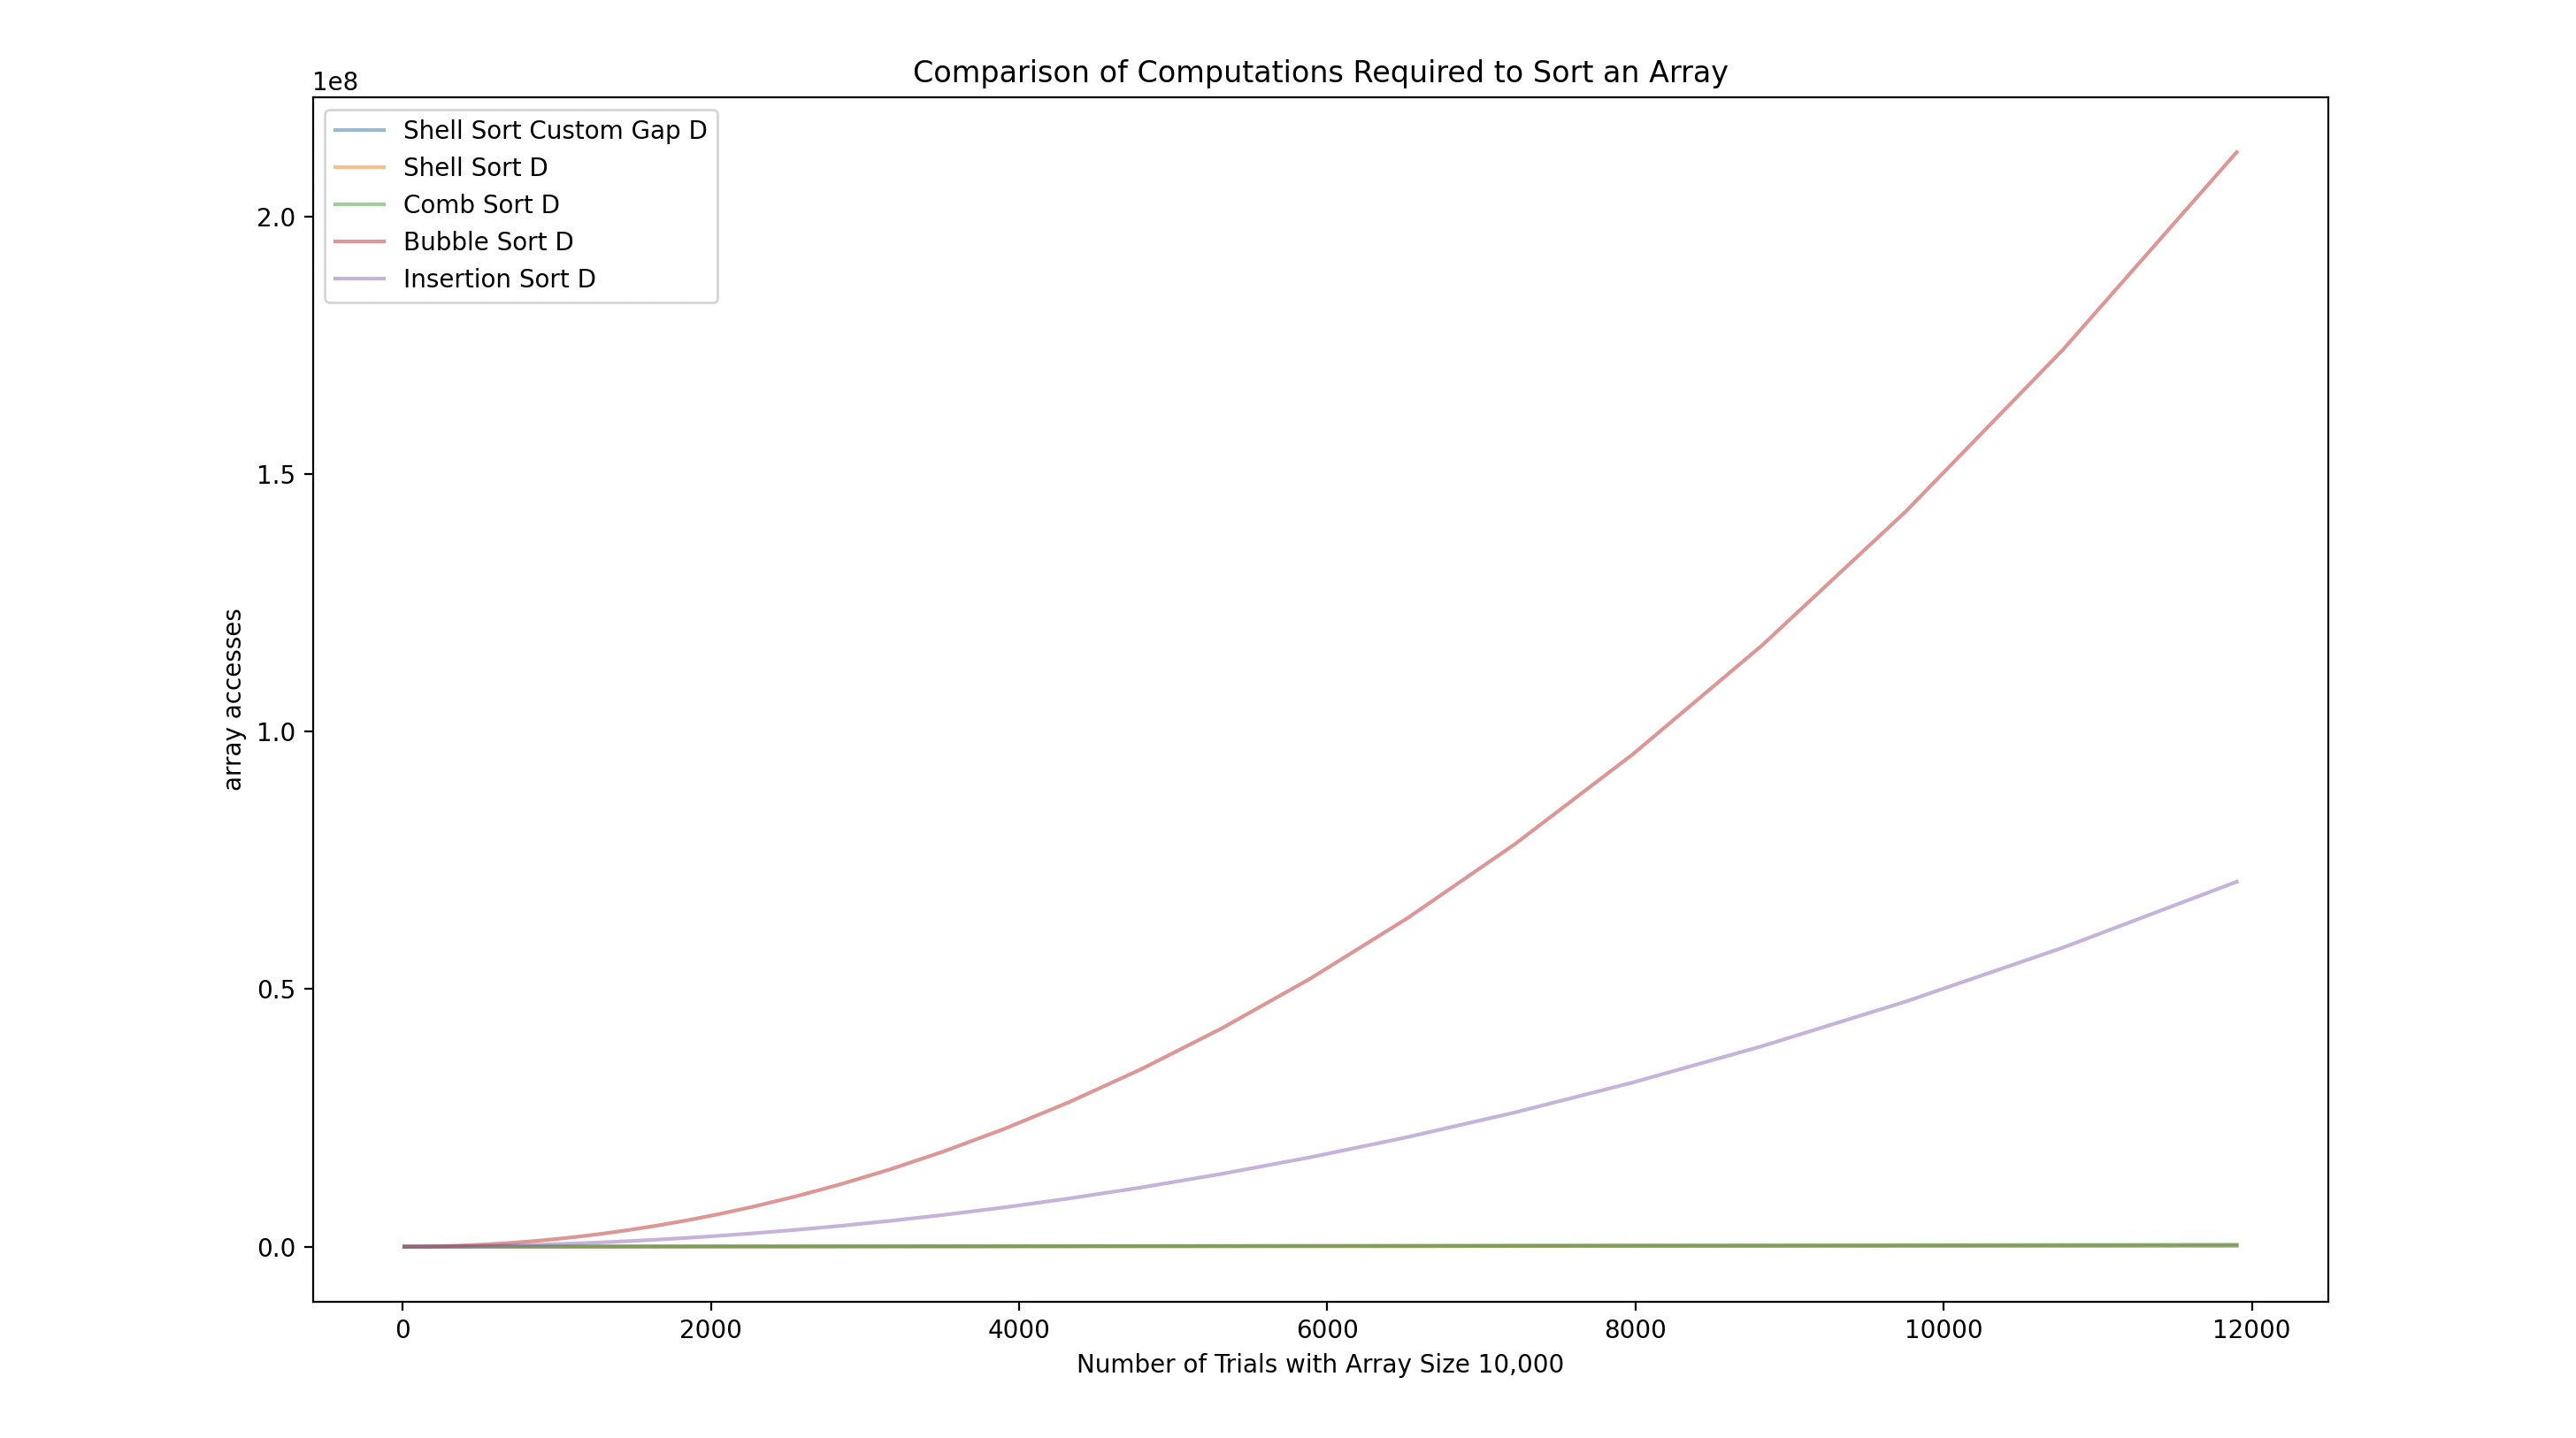 Comparison of Computations Required to Sort an Array
1e8
Shell Sort Custom Gap D
Shell Sort D
Comb Sort D
Bubble Sort D
Insertion Sort D
2.0
1.5
1.0
0.5
0.0
array accesses
0 2000 4000 6000 8000 10000 12000
Number of Trials with Array Size 10,000